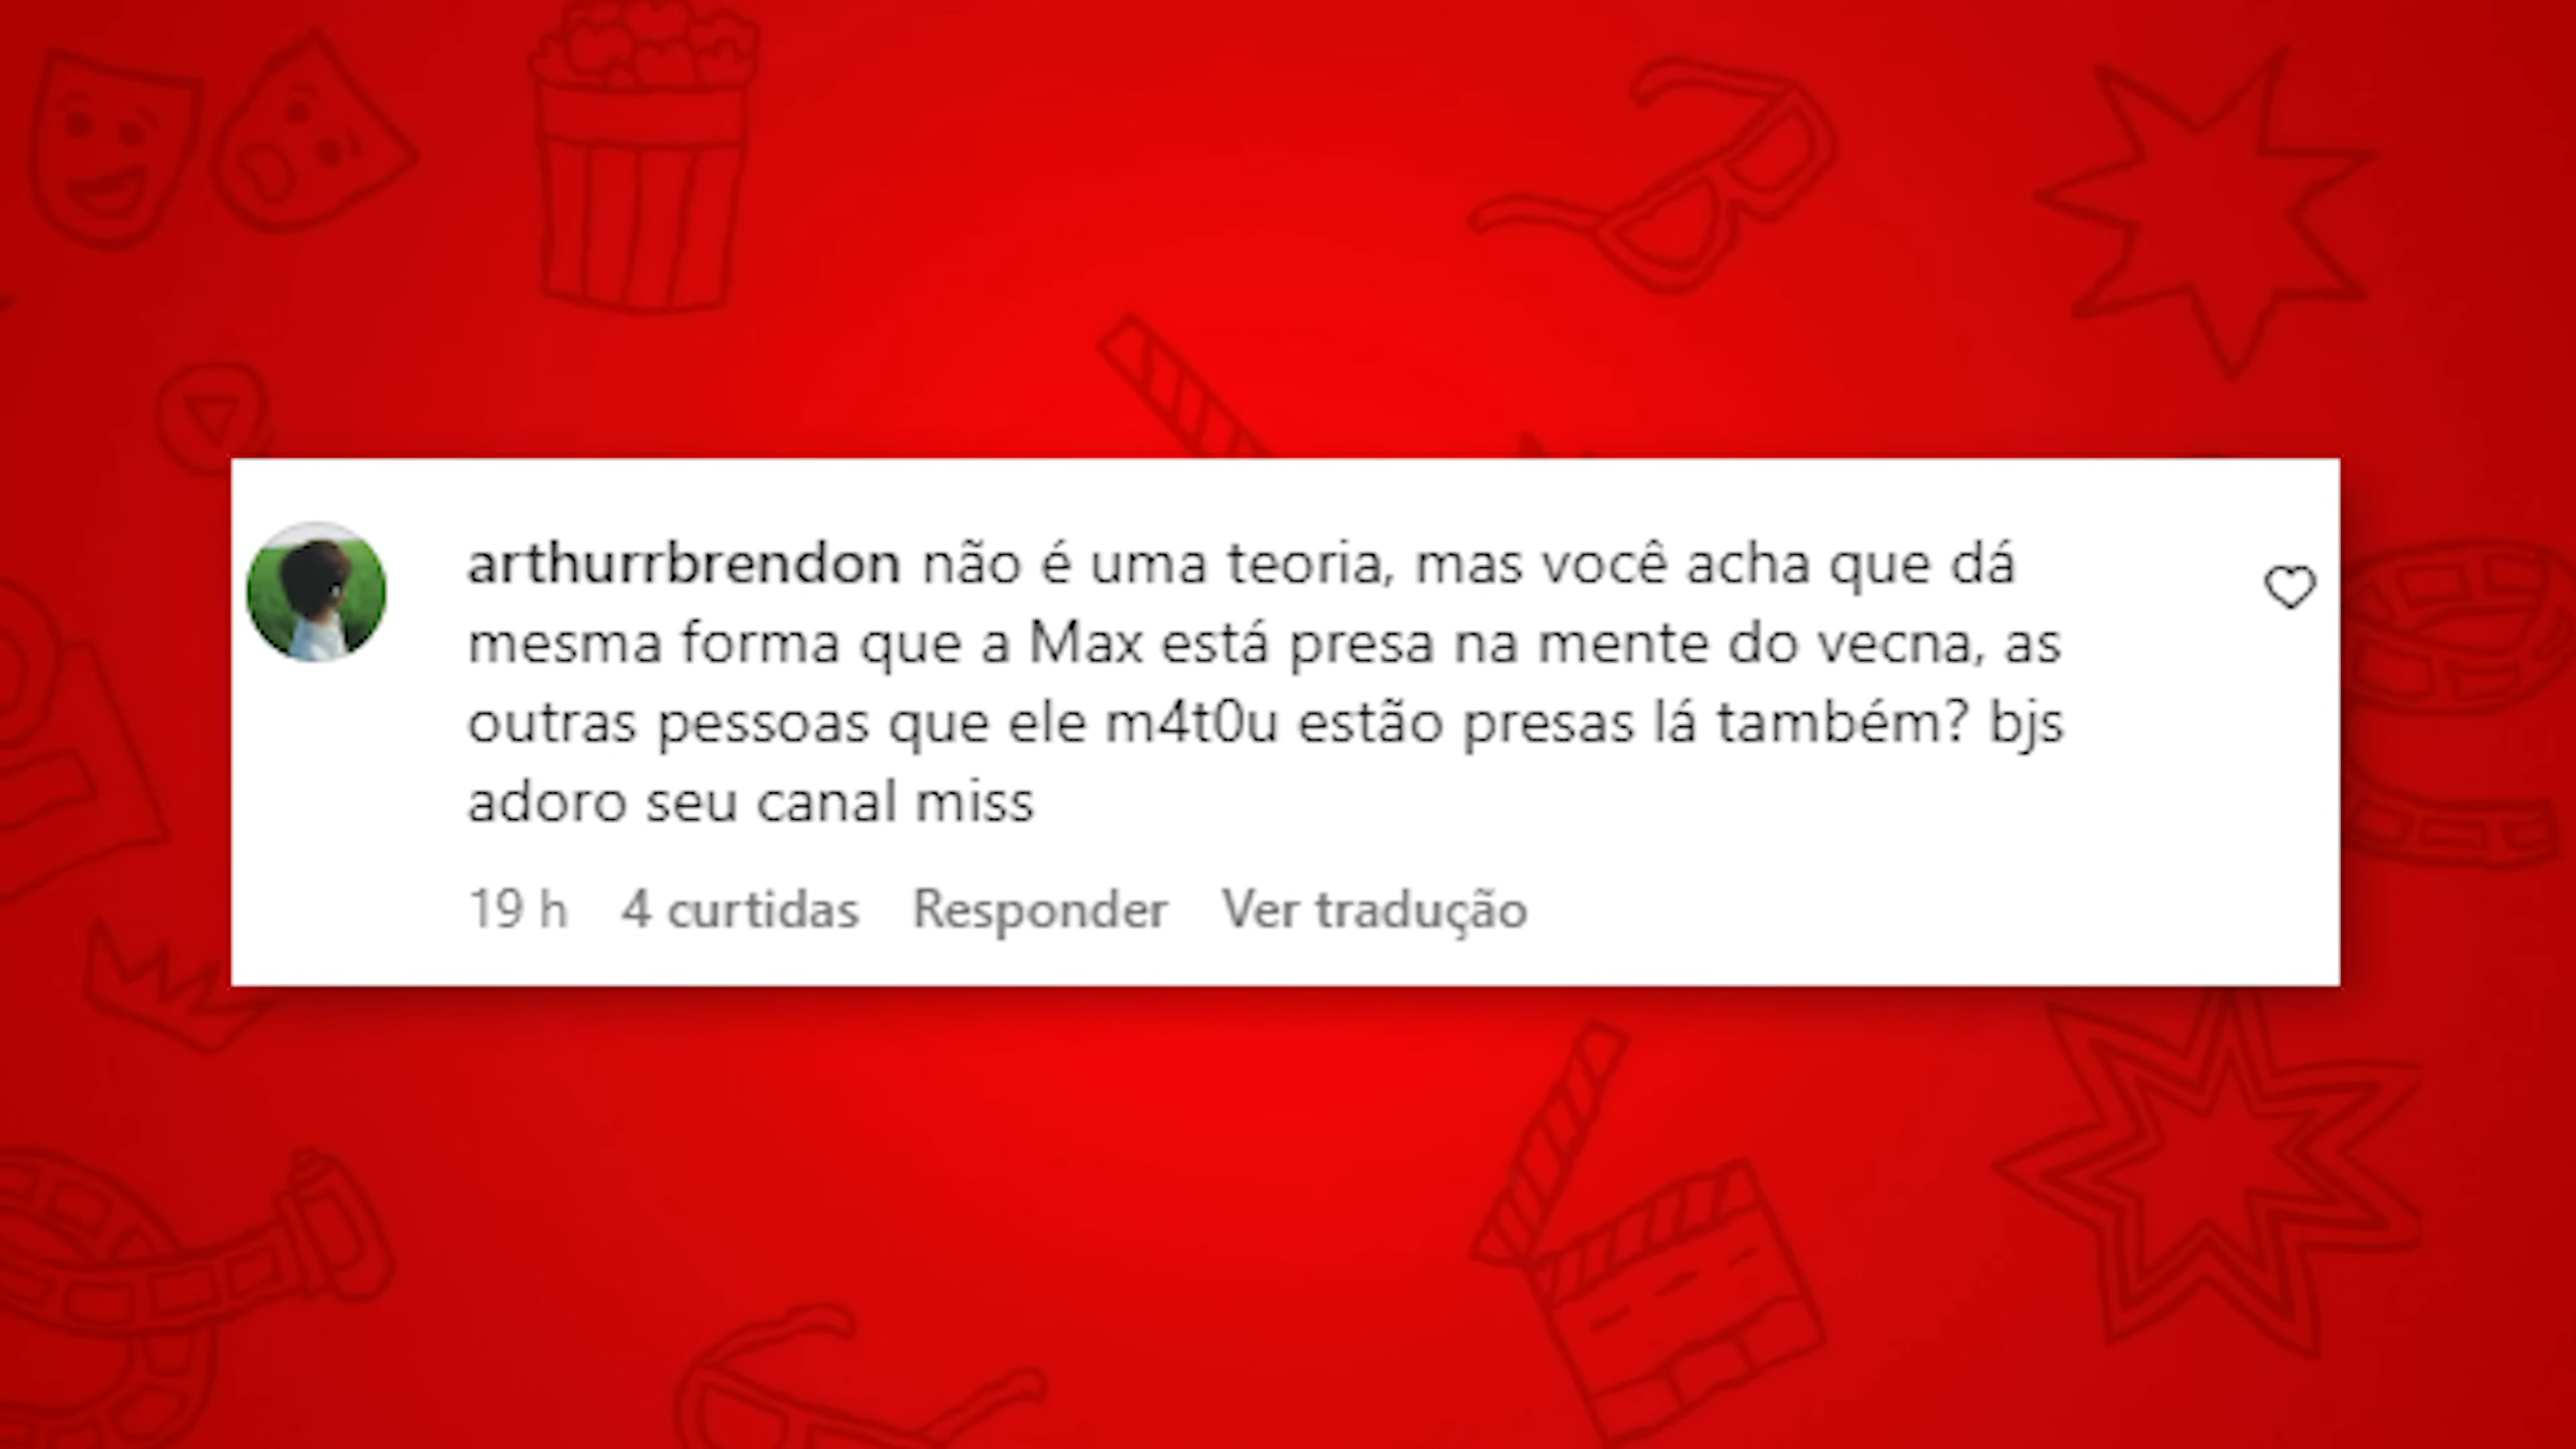 arthurrbrendon não é uma teoria, mas você acha que dá
mesma forma que a Max está presa na mente do vecna, as
outras pessoas que ele m4t0u estão presas lá também? bjs
adoro seu canal miss
19 h 4 curtidas Responder Ver tradução